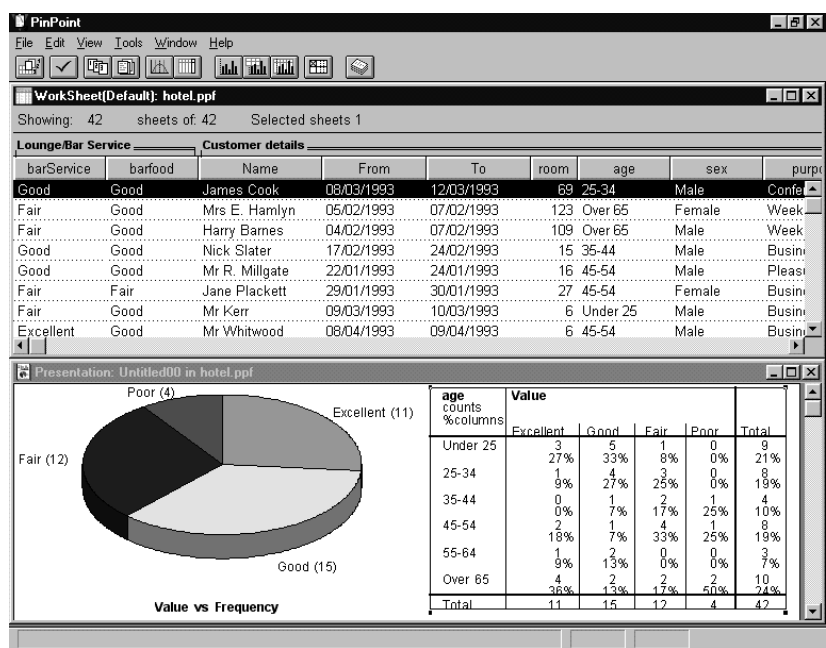 PinPoint
File Edit View Tools Window Help
WorkSheet(Default): hotel.ppf
Showing: 42 sheets of: 42 Selected sheets 1
Lounge/Bar Service Customer details
barService barfood Name From To room age sex purpo
Good Good James Cook 08/03/1993 12/03/1993 69 25-34 Male Confe
Fair Good Mrs E. Hamlyn 05/02/1993 07/02/1993 123 Over 65 Female Week
Fair Good Harry Barnes 04/02/1993 07/02/1993 109 Over 65 Male Week
Good Good Nick Slater 17/02/1993 24/02/1993 15 35-44 Male Busin
Good Good Mr R. Millgate 22/01/1993 24/01/1993 16 45-54 Male Pleas
Fair Fair Jane Plackett 29/01/1993 30/01/1993 27 45-54 Female Busin
Fair Good Mr Kerr 09/03/1993 10/03/1993 6 Under 25 Male Busin
Excellent Good Mr Whitwood 08/04/1993 09/04/1993 6 45-54 Male Busin
Presentation: Untitled00 in hotel.ppf
Poor (4)
Excellent (11)
Fair (12)
Good (15)
Value vs Frequency
age Value
counts
%columns
Excellent Good Fair Poor Total
Under 25 3 5 1 0 9
27% 33% 8% 0% 21%
25-34 1 4 3 0 8
9% 27% 25% 0% 19%
35-44 0 1 2 1 4
0% 7% 17% 25% 10%
45-54 2 1 4 1 8
18% 7% 33% 25% 19%
55-64 1 2 0 0 3
9% 13% 0% 0% 7%
Over 65 4 2 2 2 10
36% 13% 17% 50% 24%
Total 11 15 12 4 42